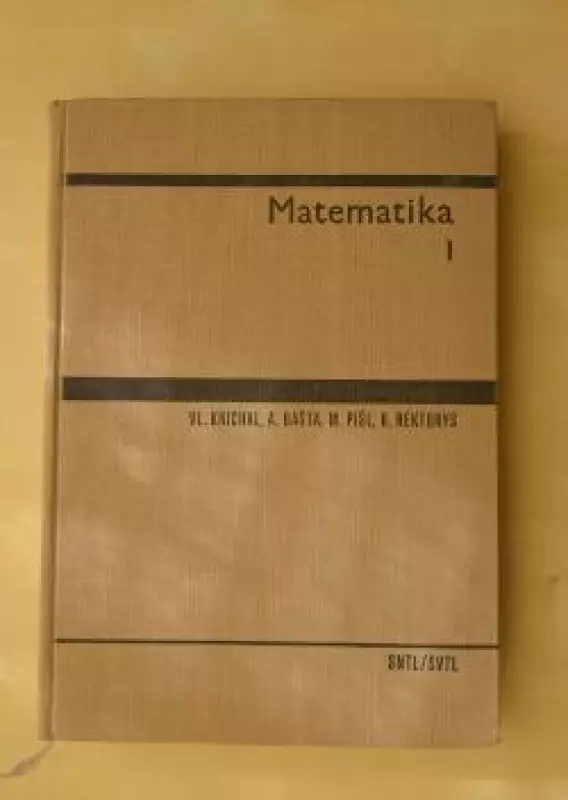 Matematika
I
VL. KNICHAL, A. BAŠTA, M. PIŠL, K. REKTORYS
SNTL/SVTL